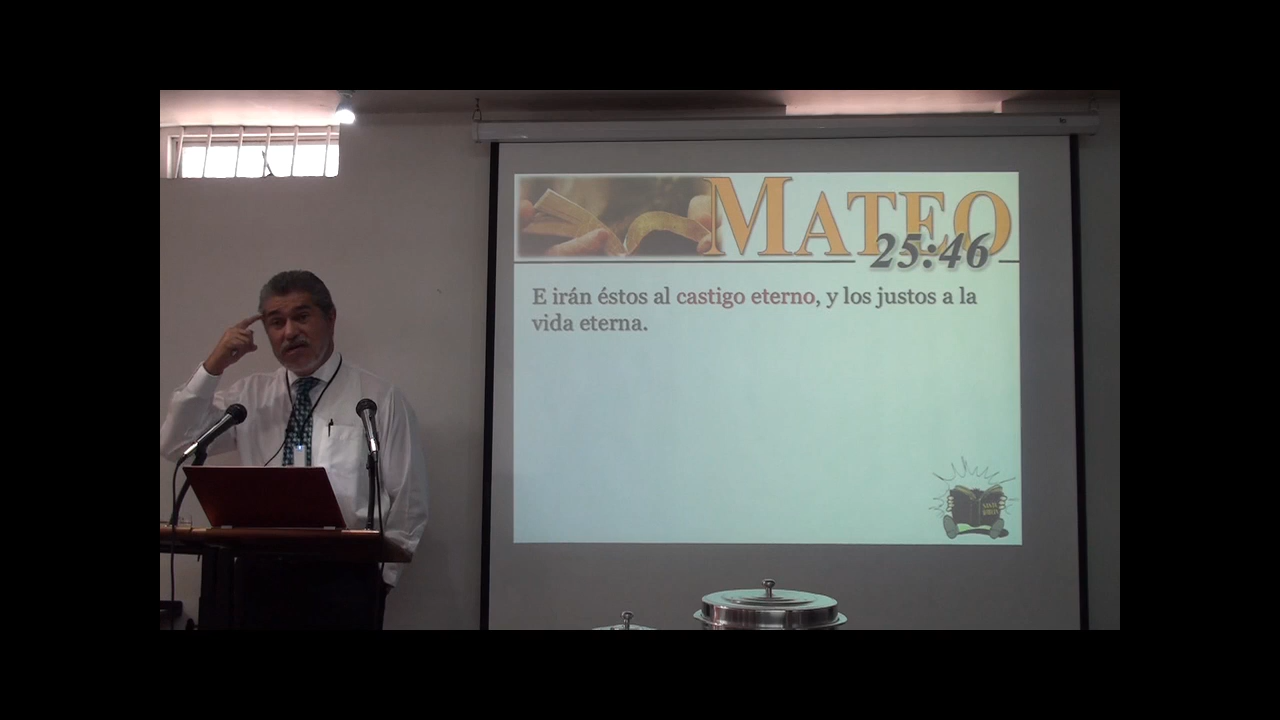 MATEO
25:46
E irán éstos al castigo eterno, y los justos a la
vida eterna.